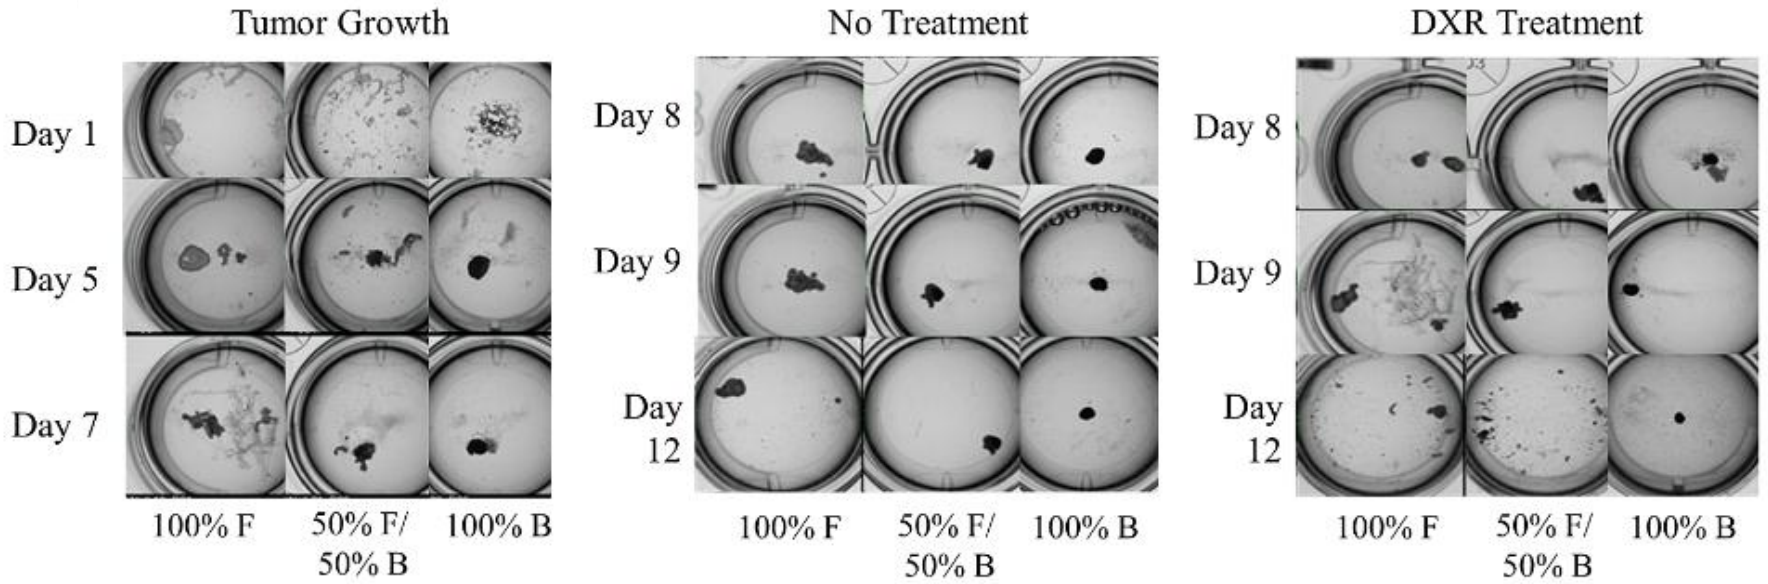 Tumor Growth
No Treatment
DXR Treatment
Day 1
Day 5
Day 7
100% F
50% F/
50% B
100% B
Day 8
Day 9
Day
12
100% F
50% F/
50% B
100% B
Day 8
Day 9
Day
12
100% F
50% F/
50% B
100% B